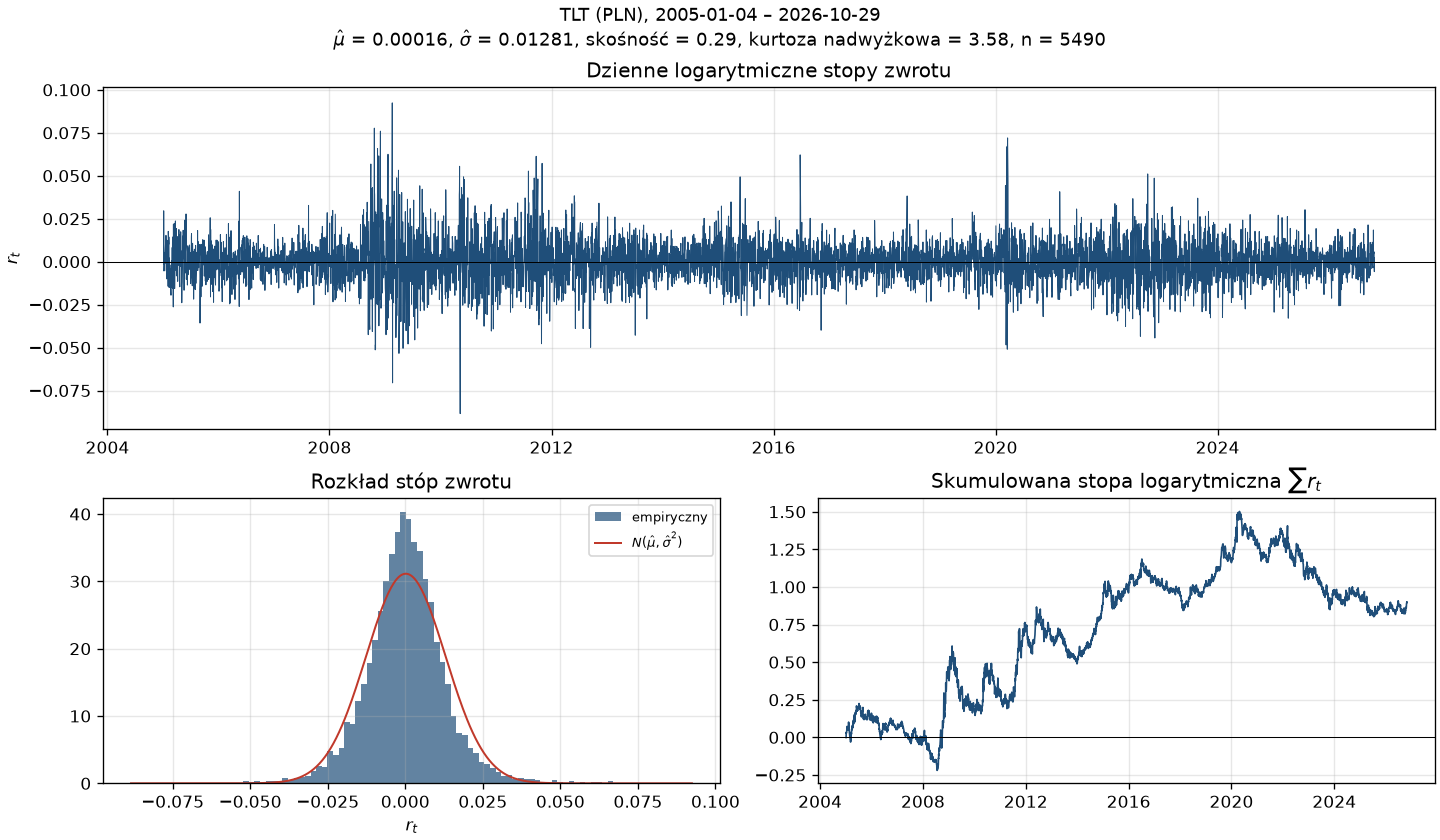 TLT (PLN), 2005-01-04 – 2026-10-29
μ̂ = 0.00016, σ̂ = 0.01281, skośność = 0.29, kurtoza nadwyżkowa = 3.58, n = 5490
Dzienne logarytmiczne stopy zwrotu
0.100
0.075
0.050
0.025
0.000
−0.025
−0.050
−0.075
r_t
2004 2008 2012 2016 2020 2024
Rozkład stóp zwrotu
40
30
20
10
0
empiryczny
N(μ̂, σ̂²)
−0.075 −0.050 −0.025 0.000 0.025 0.050 0.075 0.100
r_t
Skumulowana stopa logarytmiczna ∑r_t
1.50
1.25
1.00
0.75
0.50
0.25
0.00
−0.25
2004 2008 2012 2016 2020 2024